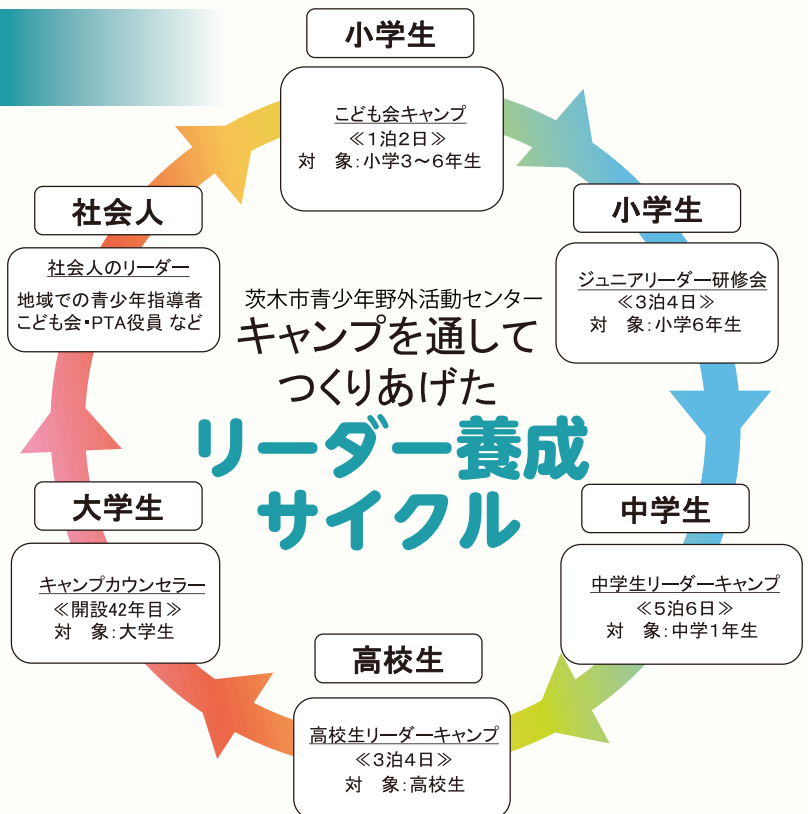 小学生
こども会キャンプ
≪1泊2日≫
対　象：小学3～6年生
小学生
ジュニアリーダー研修会
≪3泊4日≫
対　象：小学6年生
中学生
中学生リーダーキャンプ
≪5泊6日≫
対　象：中学1年生
高校生
高校生リーダーキャンプ
≪3泊4日≫
対　象：高校生
大学生
キャンプカウンセラー
≪開設42年目≫
対　象：大学生
社会人
社会人のリーダー
地域での青少年指導者
こども会・PTA役員 など
茨木市青少年野外活動センター
キャンプを通して
つくりあげた
リーダー養成
サイクル